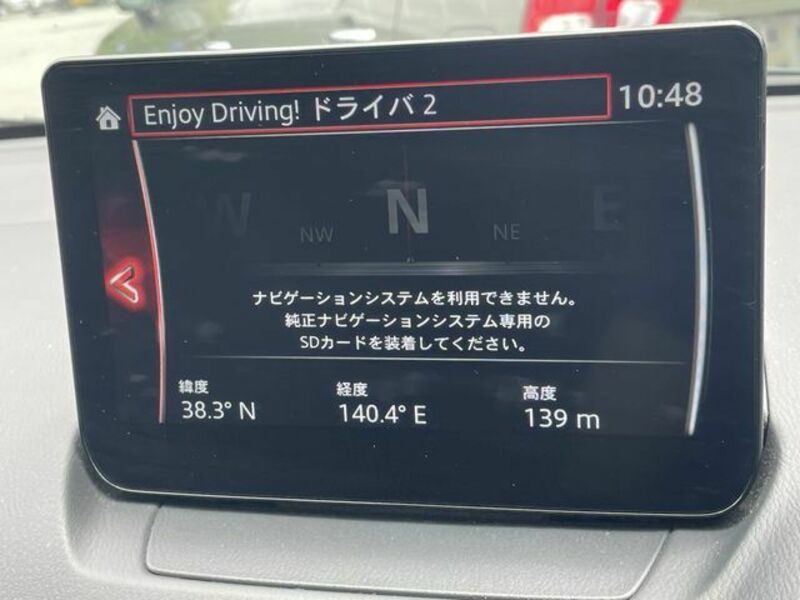 Enjoy Driving! ドライバ 2
10:48
W NW N NE E
ナビゲーションシステムを利用できません。
純正ナビゲーションシステム専用の
SDカードを装着してください。
緯度 経度 高度
38.3° N 140.4° E 139 m